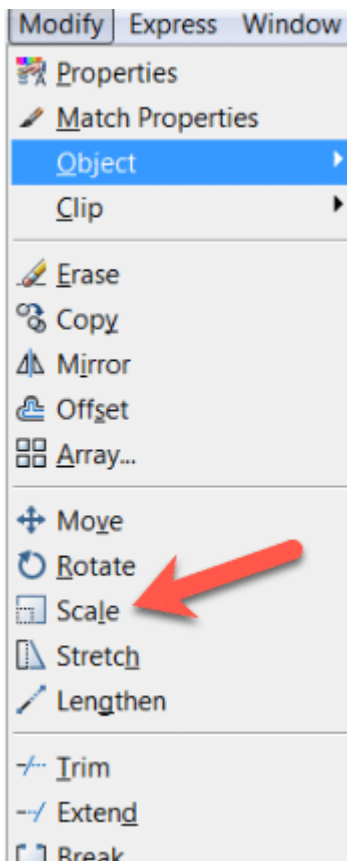 Modify Express Window
Properties
Match Properties
Object
Clip
Erase
Copy
Mirror
Offset
Array...
Move
Rotate
Scale
Stretch
Lengthen
Trim
Extend
Break